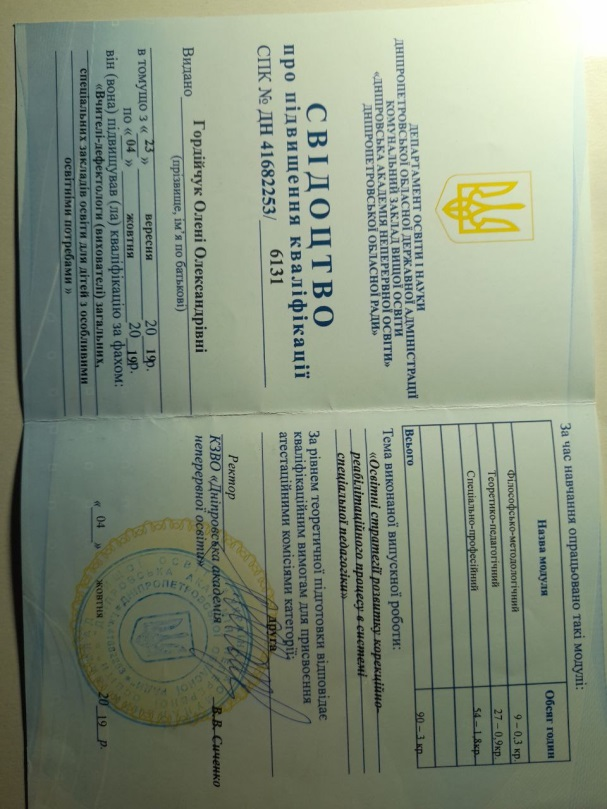 ДЕПАРТАМЕНТ ОСВІТИ І НАУКИ
ДНІПРОПЕТРОВСЬКОЇ ОБЛАСНОЇ ДЕРЖАВНОЇ АДМІНІСТРАЦІЇ
КОМУНАЛЬНИЙ ЗАКЛАД ВИЩОЇ ОСВІТИ
«ДНІПРОВСЬКА АКАДЕМІЯ НЕПЕРЕРВНОЇ ОСВІТИ»
ДНІПРОПЕТРОВСЬКОЇ ОБЛАСНОЇ РАДИ»
СВІДОЦТВО
про підвищення кваліфікації
СПК № ДН 41682253/ 6131
Видано Гордійчук Олені Олександрівні
(прізвище, ім’я по батькові)
в томущо з « 23 » вересня 20 19р.
по « 04 » жовтня 20 19р.
він (вона) підвищував (ла) кваліфікацію за фахом:
«Вчителі-дефектологи (вихователі) загальних,
спеціальних закладів освіти для дітей з особливими
освітніми потребами »
За час навчання опрацьовано такі модулі:
Назва модуля Обсяг годин
Філософсько-методологічний 9 – 0,3 кр.
Теоретико-педагогічний 27 – 0,9кр.
Спеціально-професійний 54 – 1,8кр.
Всього 90 – 3 кр.
Тема виконаної випускної роботи:
«Освітні стратегії розвитку корекційно-
реабілітаційного процесу в системі
спеціальної педагогіки»
За рівнем теоретичної підготовки відповідає
кваліфікаційним вимогам для присвоєння
атестаційними комісіями категорії:
друга
Ректор
КЗВО «Дніпровська академія
неперервної освіти» В.В. Сиченко
« 04 » жовтня 20 19 р.